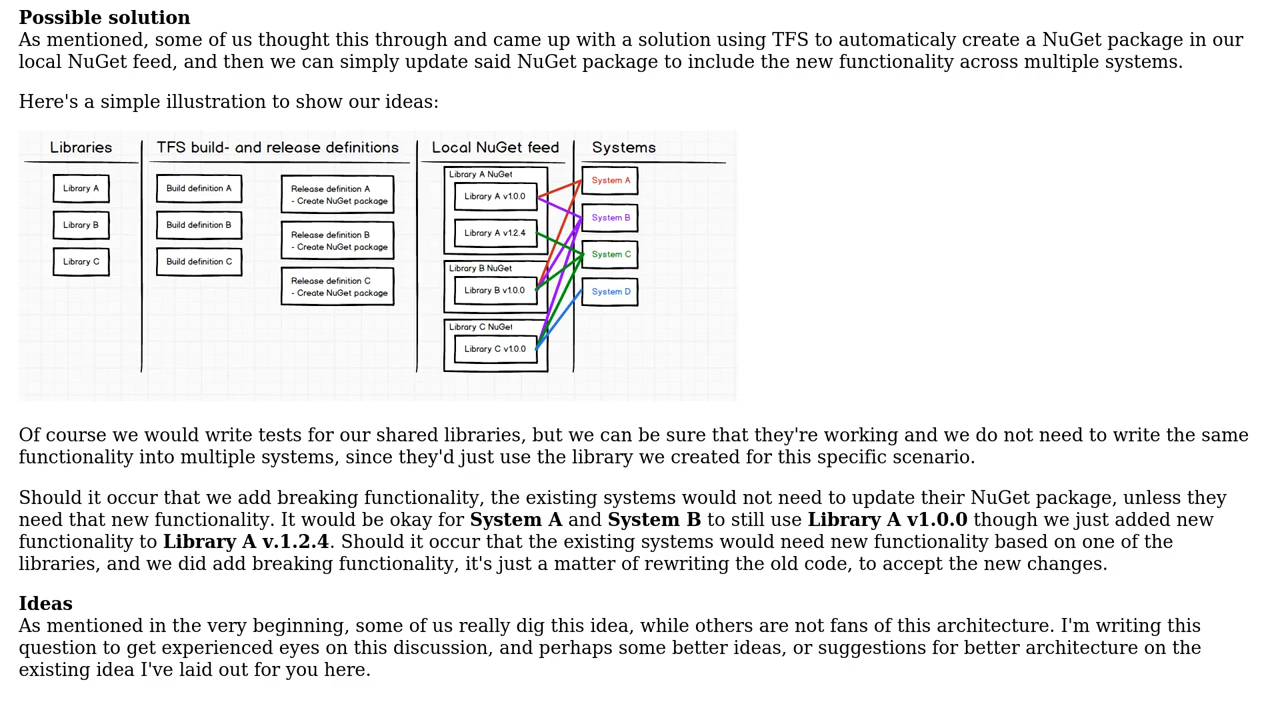 Possible solution
As mentioned, some of us thought this through and came up with a solution using TFS to automaticaly create a NuGet package in our
local NuGet feed, and then we can simply update said NuGet package to include the new functionality across multiple systems.
Here's a simple illustration to show our ideas:
Libraries
TFS build- and release definitions
Local NuGet feed
Systems
Library A
Library B
Library C
Build definition A
Build definition B
Build definition C
Release definition A
- Create NuGet package
Release definition B
- Create NuGet package
Release definition C
- Create NuGet package
Library A NuGet
Library A v1.0.0
Library A v1.2.4
Library B NuGet
Library B v1.0.0
Library C NuGet
Library C v1.0.0
System A
System B
System C
System D
Of course we would write tests for our shared libraries, but we can be sure that they're working and we do not need to write the same
functionality into multiple systems, since they'd just use the library we created for this specific scenario.
Should it occur that we add breaking functionality, the existing systems would not need to update their NuGet package, unless they
need that new functionality. It would be okay for System A and System B to still use Library A v1.0.0 though we just added new
functionality to Library A v.1.2.4. Should it occur that the existing systems would need new functionality based on one of the
libraries, and we did add breaking functionality, it's just a matter of rewriting the old code, to accept the new changes.
Ideas
As mentioned in the very beginning, some of us really dig this idea, while others are not fans of this architecture. I'm writing this
question to get experienced eyes on this discussion, and perhaps some better ideas, or suggestions for better architecture on the
existing idea I've laid out for you here.